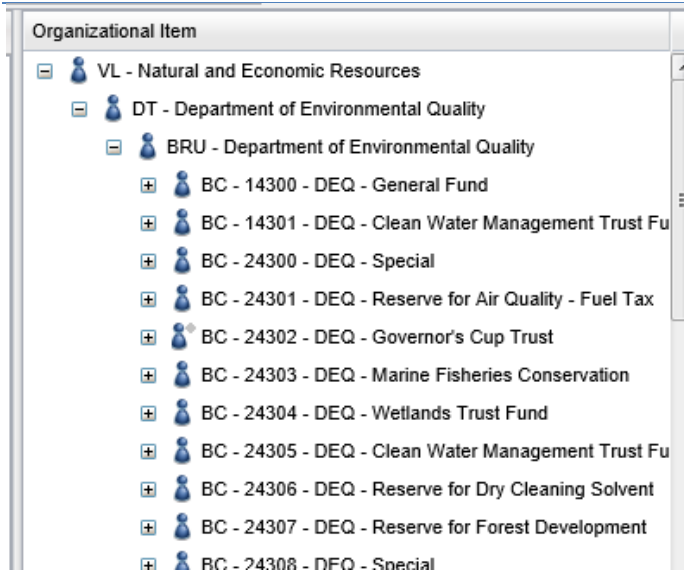 Organizational Item
VL - Natural and Economic Resources
DT - Department of Environmental Quality
BRU - Department of Environmental Quality
BC - 14300 - DEQ - General Fund
BC - 14301 - DEQ - Clean Water Management Trust Fu
BC - 24300 - DEQ - Special
BC - 24301 - DEQ - Reserve for Air Quality - Fuel Tax
BC - 24302 - DEQ - Governor's Cup Trust
BC - 24303 - DEQ - Marine Fisheries Conservation
BC - 24304 - DEQ - Wetlands Trust Fund
BC - 24305 - DEQ - Clean Water Management Trust Fu
BC - 24306 - DEQ - Reserve for Dry Cleaning Solvent
BC - 24307 - DEQ - Reserve for Forest Development
BC - 24308 - DEQ - Special